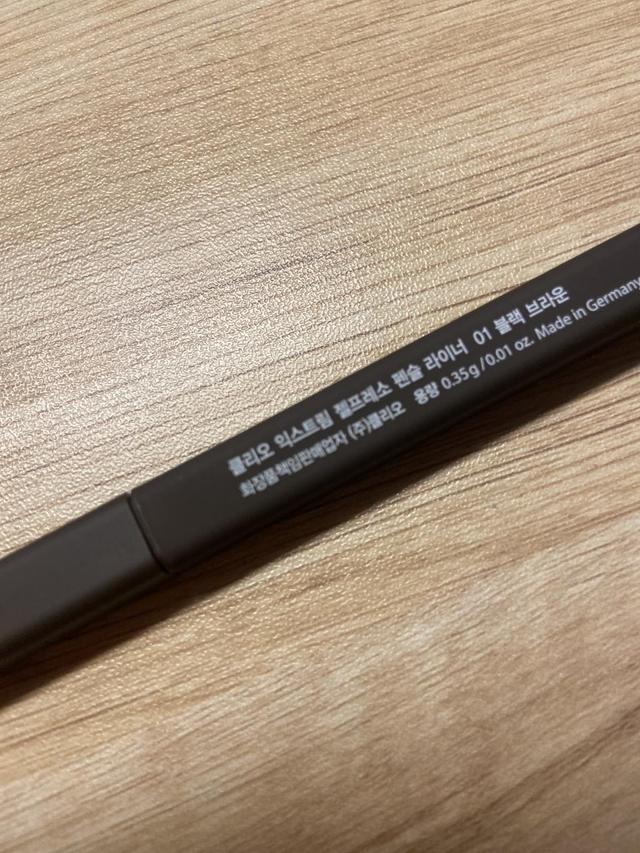 클리오 익스트림 젤프레소 펜슬 라이너 01 블랙 브라운
화장품책임판매업자 (주)클리오 용량 0.35g/0.01 oz. Made in Germany